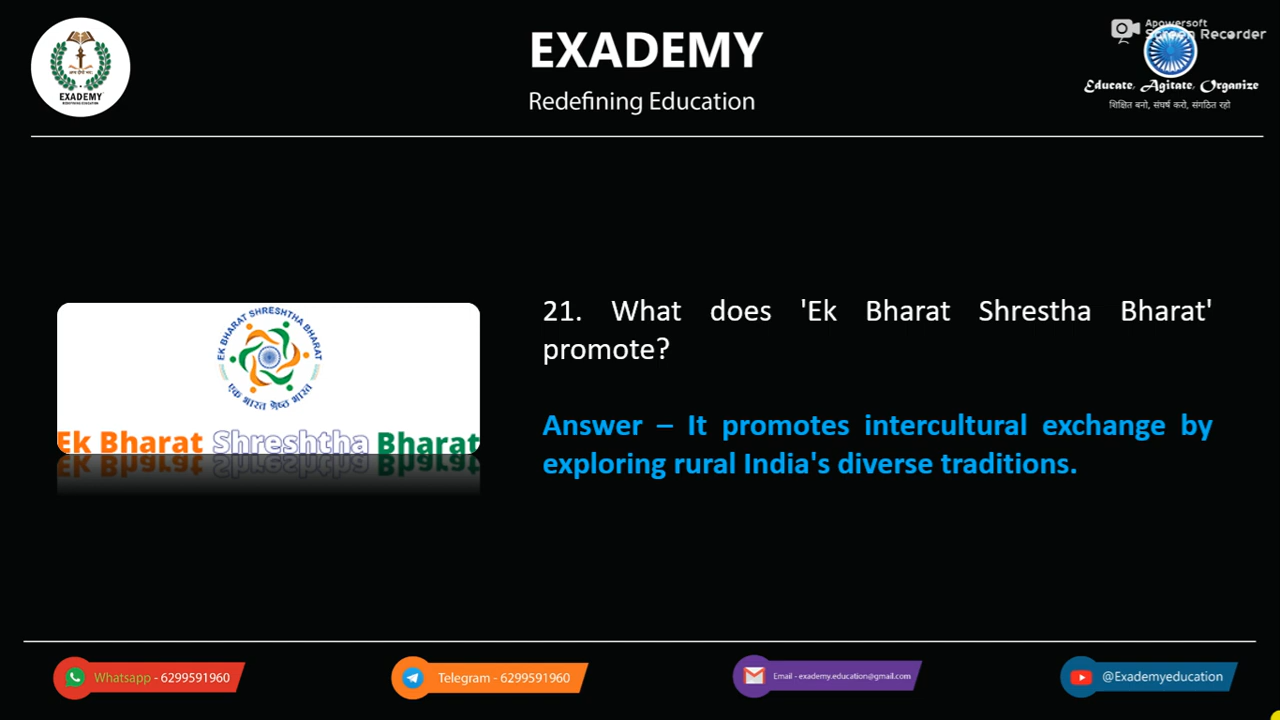 EXADEMY
Redefining Education
EXADEMY
REDEFINING EDUCATION
Apowersoft
Screen Recorder
Educate, Agitate, Organize
शिक्षित बनो, संघर्ष करो, संगठित रहो
EK BHARAT SHRESHTHA BHARAT
एक भारत श्रेष्ठ भारत
Ek Bharat Shreshtha Bharat
21. What does 'Ek Bharat Shrestha Bharat'
promote?
Answer – It promotes intercultural exchange by
exploring rural India's diverse traditions.
Whatsapp - 6299591960
Telegram - 6299591960
Email - exademy.education@gmail.com
@Exademyeducation